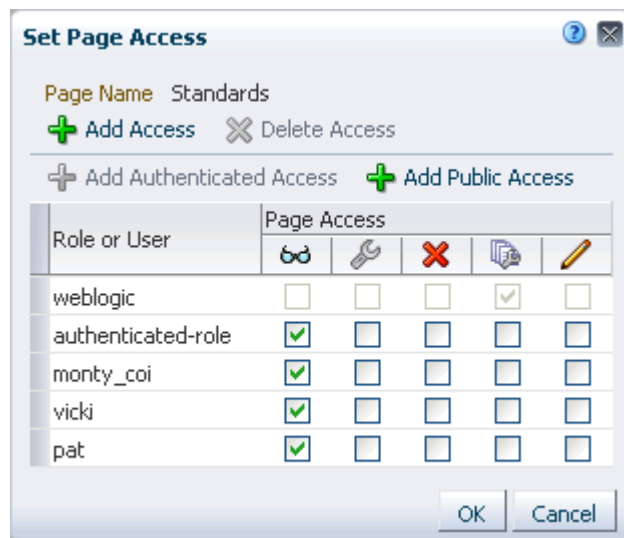 Set Page Access
Page Name Standards
Add Access Delete Access
Add Authenticated Access Add Public Access
Role or User Page Access
weblogic
authenticated-role
monty_coi
vicki
pat
OK Cancel